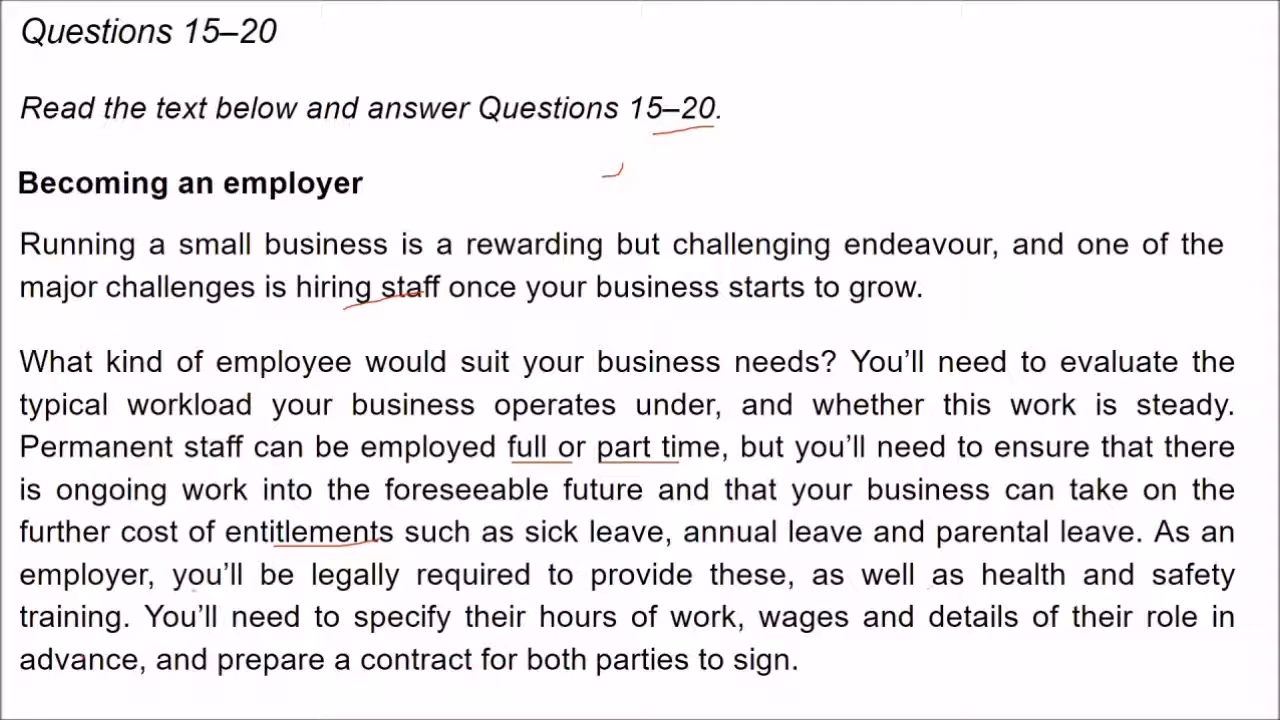 Questions 15–20
Read the text below and answer Questions 15–20.
Becoming an employer
Running a small business is a rewarding but challenging endeavour, and one of the
major challenges is hiring staff once your business starts to grow.
What kind of employee would suit your business needs? You’ll need to evaluate the
typical workload your business operates under, and whether this work is steady.
Permanent staff can be employed full or part time, but you’ll need to ensure that there
is ongoing work into the foreseeable future and that your business can take on the
further cost of entitlements such as sick leave, annual leave and parental leave. As an
employer, you’ll be legally required to provide these, as well as health and safety
training. You’ll need to specify their hours of work, wages and details of their role in
advance, and prepare a contract for both parties to sign.